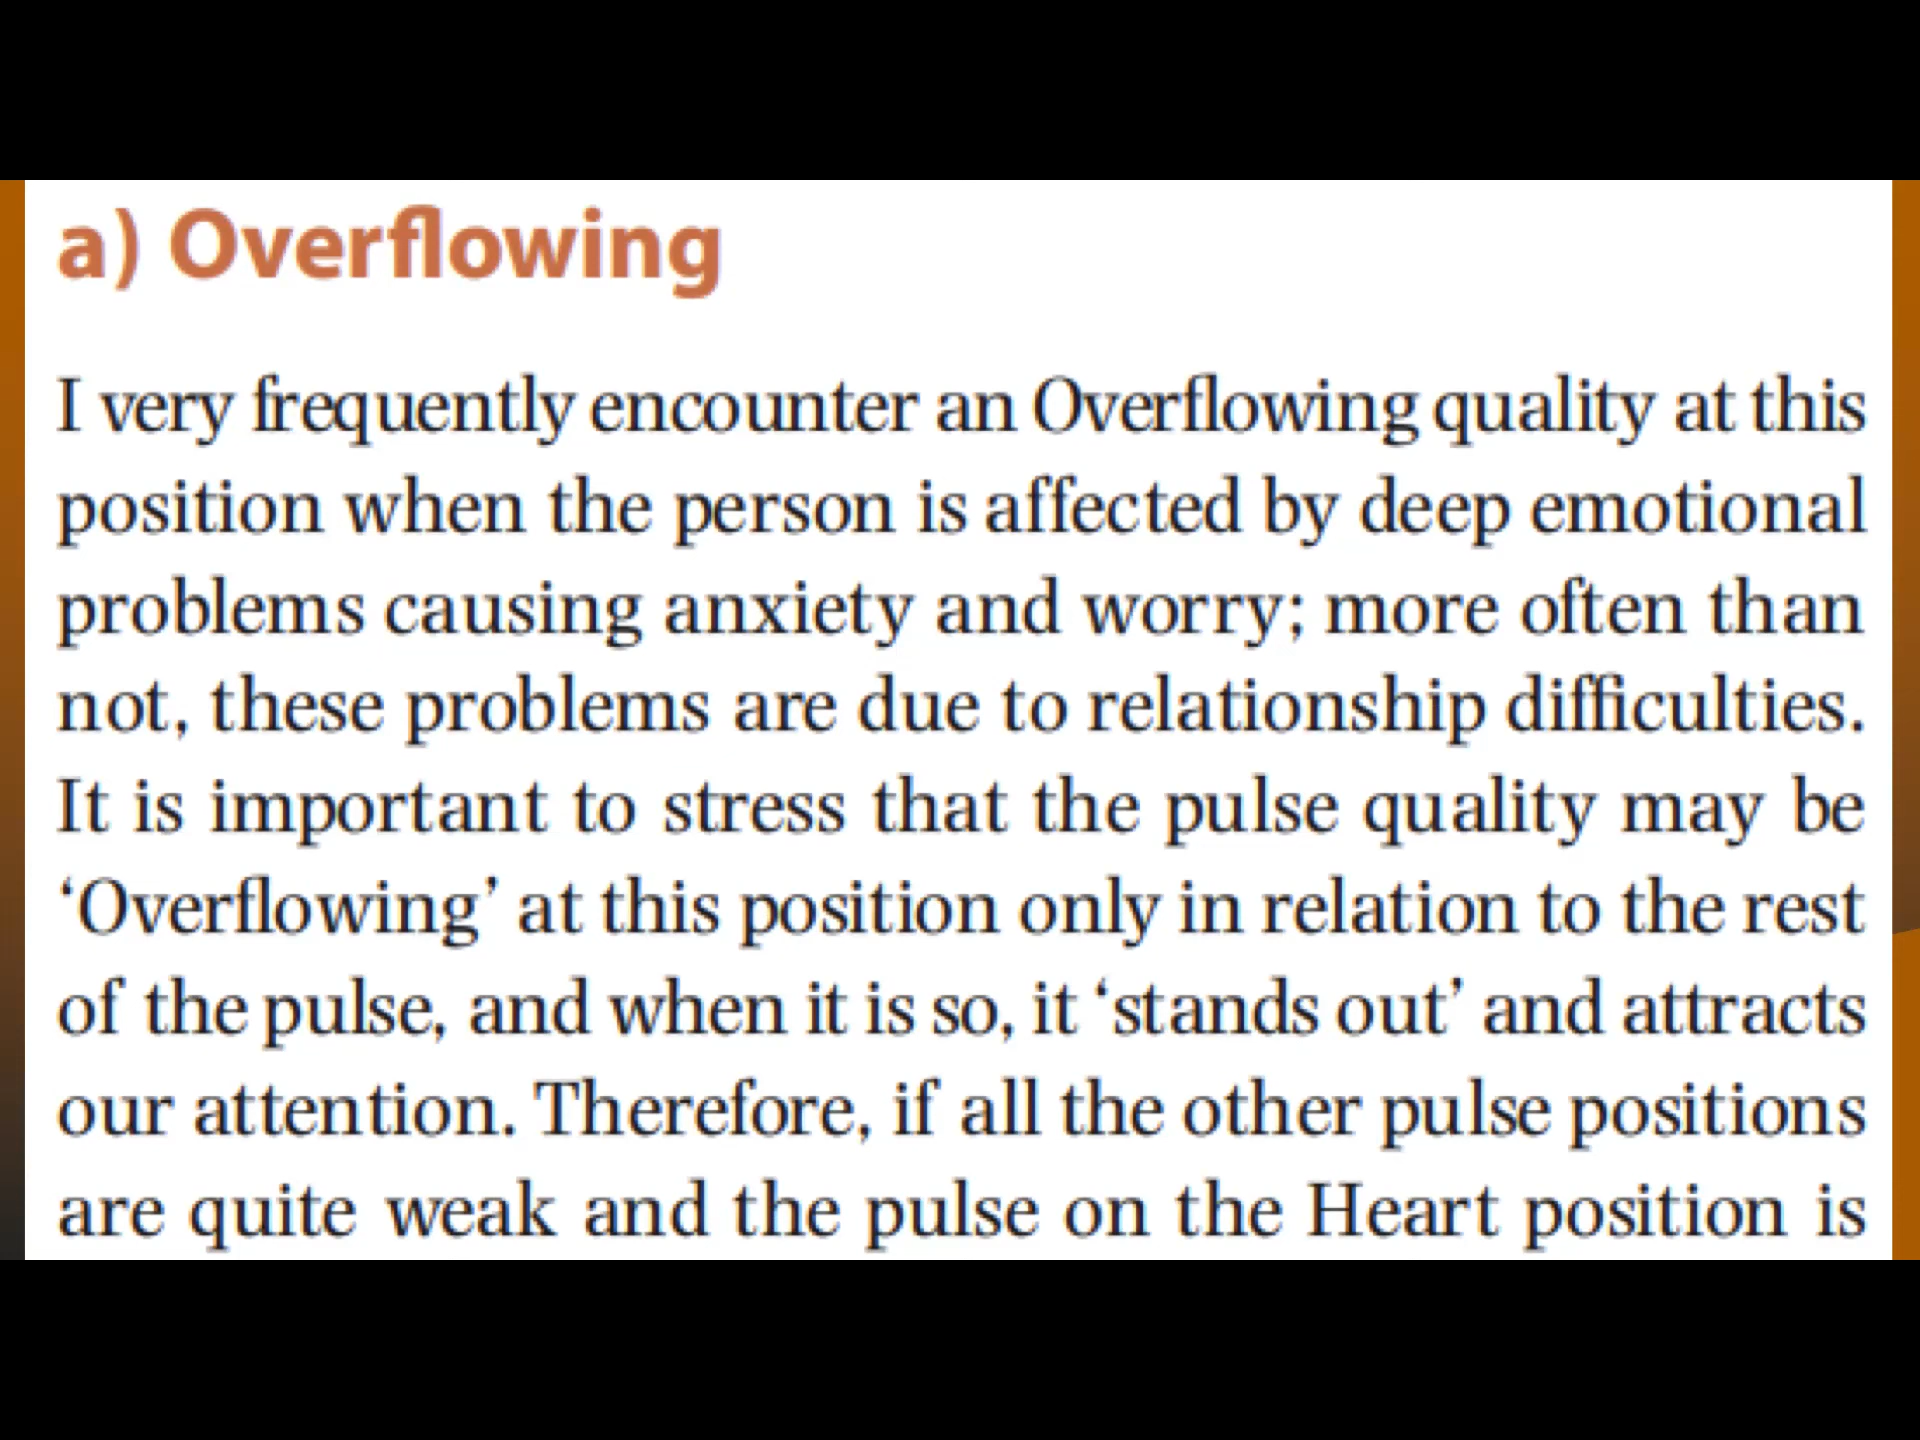 a) Overflowing
I very frequently encounter an Overflowing quality at this
position when the person is affected by deep emotional
problems causing anxiety and worry; more often than
not, these problems are due to relationship difficulties.
It is important to stress that the pulse quality may be
‘Overflowing’ at this position only in relation to the rest
of the pulse, and when it is so, it ‘stands out’ and attracts
our attention. Therefore, if all the other pulse positions
are quite weak and the pulse on the Heart position is